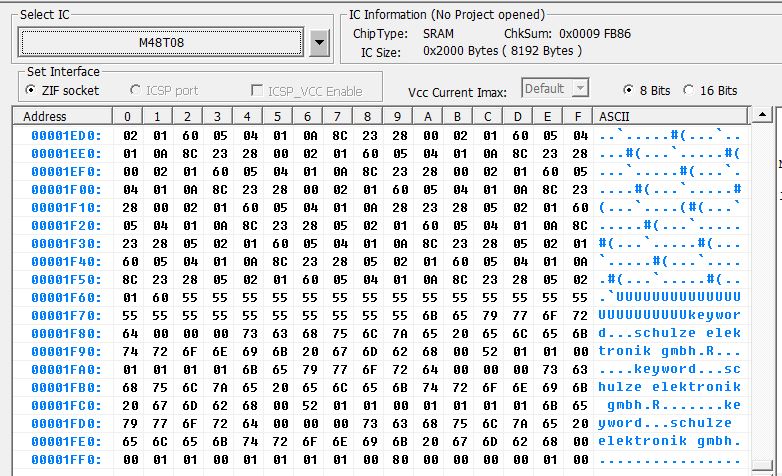 Select IC
M48T08
IC Information (No Project opened)
ChipType: SRAM ChkSum: 0x0009 FB86
IC Size: 0x2000 Bytes ( 8192 Bytes )
Set Interface
ZIF socket ICSP port ICSP_VCC Enable Vcc Current Imax: Default 8 Bits 16 Bits
Address 0 1 2 3 4 5 6 7 8 9 A B C D E F ASCII
00001ED0: 02 01 60 05 04 01 0A 8C 23 28 00 02 01 60 05 04 ..`.....#(...`..
00001EE0: 01 0A 8C 23 28 00 02 01 60 05 04 01 0A 8C 23 28 ...#(...`.....#(
00001EF0: 00 02 01 60 05 04 01 0A 8C 23 28 00 02 01 60 05 ...`.....#(...`.
00001F00: 04 01 0A 8C 23 28 00 02 01 60 05 04 01 0A 8C 23 ....#(...`.....#
00001F10: 28 00 02 01 60 05 04 01 0A 28 23 28 05 02 01 60 (...`....(#(...`
00001F20: 05 04 01 0A 8C 23 28 05 02 01 60 05 04 01 0A 8C .....#(...`.....
00001F30: 23 28 05 02 01 60 05 04 01 0A 8C 23 28 05 02 01 #(...`.....#(...
00001F40: 60 05 04 01 0A 8C 23 28 05 02 01 60 05 04 01 0A `.....#(...`....
00001F50: 8C 23 28 05 02 01 60 05 04 01 0A 8C 23 28 05 02 .#(...`.....#(..
00001F60: 01 60 55 55 55 55 55 55 55 55 55 55 55 55 55 55 .`UUUUUUUUUUUUUU
00001F70: 55 55 55 55 55 55 55 55 55 55 6B 65 79 77 6F 72 UUUUUUUUUUkeywor
00001F80: 64 00 00 00 73 63 68 75 6C 7A 65 20 65 6C 65 6B d...schulze elek
00001F90: 74 72 6F 6E 69 6B 20 67 6D 62 68 00 52 01 01 00 tronik gmbh.R...
00001FA0: 01 01 01 01 6B 65 79 77 6F 72 64 00 00 00 73 63 ....keyword...sc
00001FB0: 68 75 6C 7A 65 20 65 6C 65 6B 74 72 6F 6E 69 6B hulze elektronik
00001FC0: 20 67 6D 62 68 00 52 01 01 00 01 01 01 01 6B 65 gmbh.R.......ke
00001FD0: 79 77 6F 72 64 00 00 00 73 63 68 75 6C 7A 65 20 yword...schulze
00001FE0: 65 6C 65 6B 74 72 6F 6E 69 6B 20 67 6D 62 68 00 elektronik gmbh.
00001FF0: 00 01 01 00 01 01 01 01 00 80 00 00 00 00 01 00 ................